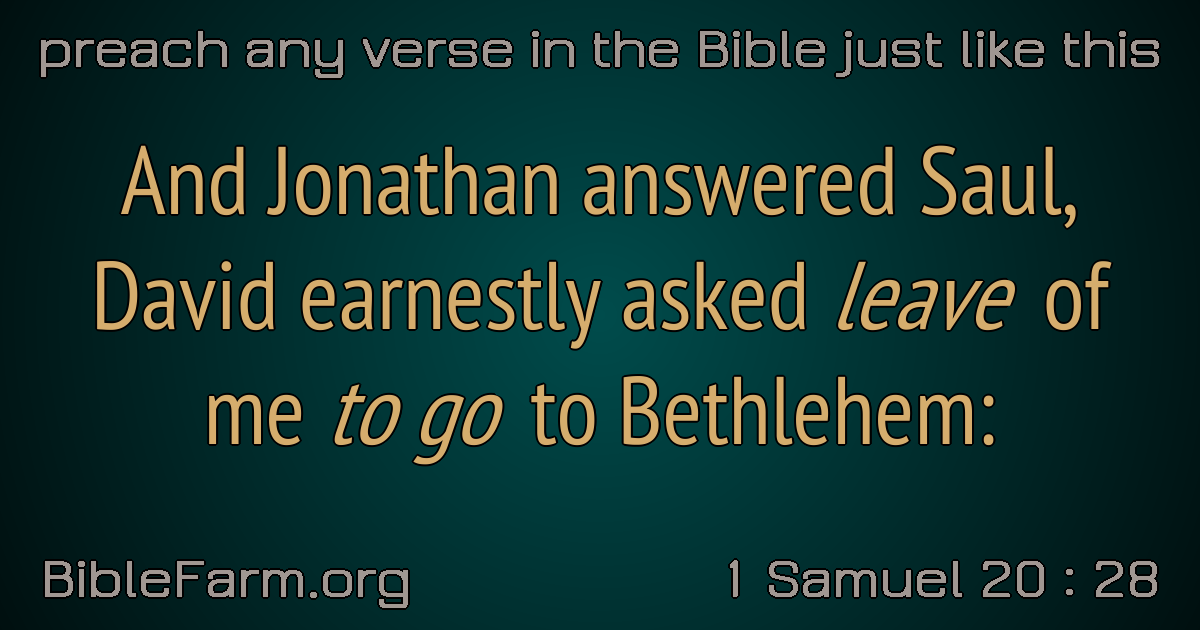 preach any verse in the Bible just like this
And Jonathan answered Saul,
David earnestly asked leave of
me to go to Bethlehem:
BibleFarm.org
1 Samuel 20 : 28